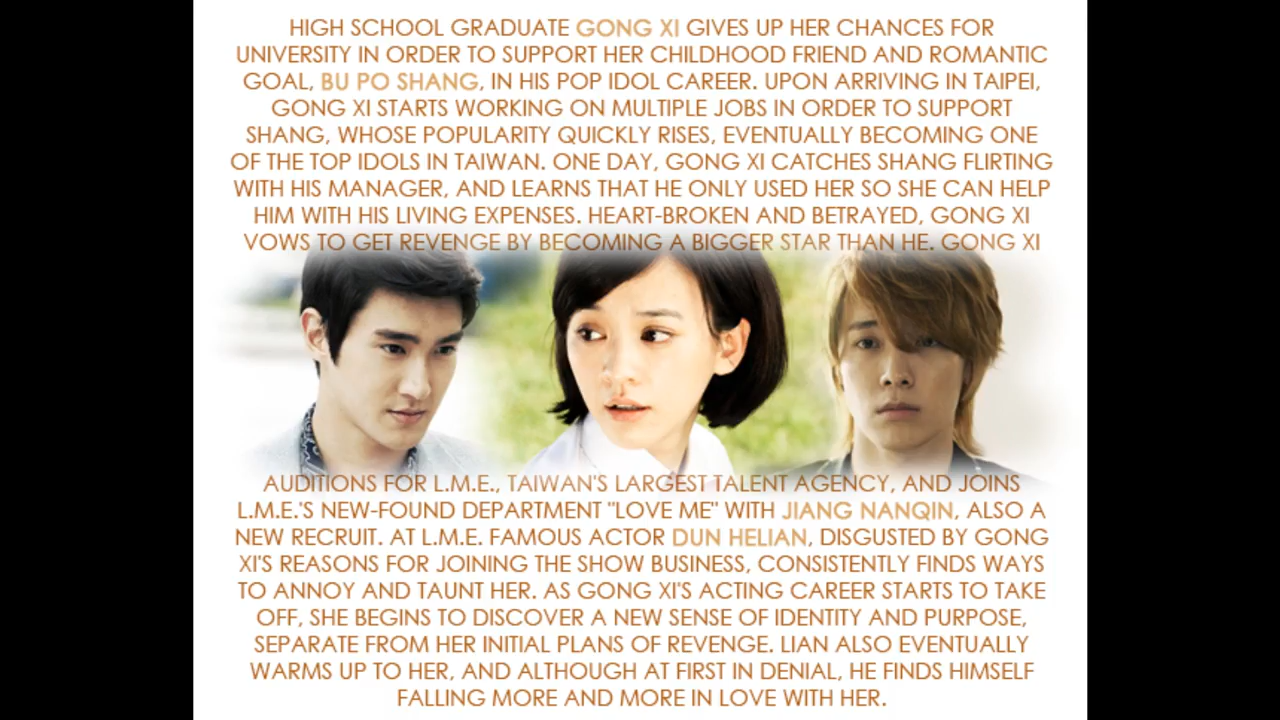 HIGH SCHOOL GRADUATE GONG XI GIVES UP HER CHANCES FOR
UNIVERSITY IN ORDER TO SUPPORT HER CHILDHOOD FRIEND AND ROMANTIC
GOAL, BU PO SHANG, IN HIS POP IDOL CAREER. UPON ARRIVING IN TAIPEI,
GONG XI STARTS WORKING ON MULTIPLE JOBS IN ORDER TO SUPPORT
SHANG, WHOSE POPULARITY QUICKLY RISES, EVENTUALLY BECOMING ONE
OF THE TOP IDOLS IN TAIWAN. ONE DAY, GONG XI CATCHES SHANG FLIRTING
WITH HIS MANAGER, AND LEARNS THAT HE ONLY USED HER SO SHE CAN HELP
HIM WITH HIS LIVING EXPENSES. HEART-BROKEN AND BETRAYED, GONG XI
VOWS TO GET REVENGE BY BECOMING A BIGGER STAR THAN HE. GONG XI
AUDITIONS FOR L.M.E., TAIWAN'S LARGEST TALENT AGENCY, AND JOINS
L.M.E.'S NEW-FOUND DEPARTMENT "LOVE ME" WITH JIANG NANQIN, ALSO A
NEW RECRUIT. AT L.M.E. FAMOUS ACTOR DUN HELIAN, DISGUSTED BY GONG
XI'S REASONS FOR JOINING THE SHOW BUSINESS, CONSISTENTLY FINDS WAYS
TO ANNOY AND TAUNT HER. AS GONG XI'S ACTING CAREER STARTS TO TAKE
OFF, SHE BEGINS TO DISCOVER A NEW SENSE OF IDENTITY AND PURPOSE,
SEPARATE FROM HER INITIAL PLANS OF REVENGE. LIAN ALSO EVENTUALLY
WARMS UP TO HER, AND ALTHOUGH AT FIRST IN DENIAL, HE FINDS HIMSELF
FALLING MORE AND MORE IN LOVE WITH HER.